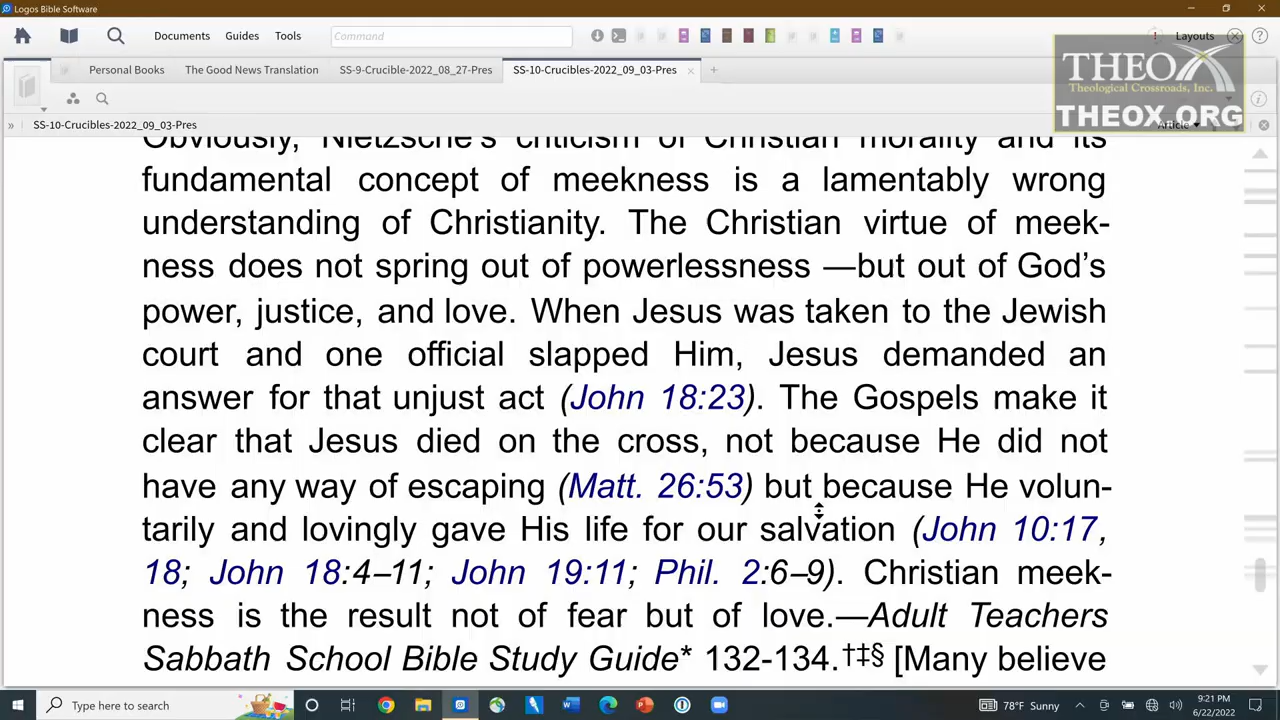 Logos Bible Software
Documents Guides Tools Command Layouts
Personal Books The Good News Translation SS-9-Crucible-2022_08_27-Pres SS-10-Crucibles-2022_09_03-Pres
THEOX
Theological Crossroads, Inc.
THEOX.ORG
SS-10-Crucibles-2022_09_03-Pres Article
Obviously, Nietzsche's criticism of Christian morality and its
fundamental concept of meekness is a lamentably wrong
understanding of Christianity. The Christian virtue of meek-
ness does not spring out of powerlessness —but out of God's
power, justice, and love. When Jesus was taken to the Jewish
court and one official slapped Him, Jesus demanded an
answer for that unjust act (John 18:23). The Gospels make it
clear that Jesus died on the cross, not because He did not
have any way of escaping (Matt. 26:53) but because He volun-
tarily and lovingly gave His life for our salvation (John 10:17,
18; John 18:4–11; John 19:11; Phil. 2:6–9). Christian meek-
ness is the result not of fear but of love.—Adult Teachers
Sabbath School Bible Study Guide* 132-134.†‡§ [Many believe
Type here to search
78°F Sunny
9:21 PM
6/22/2022